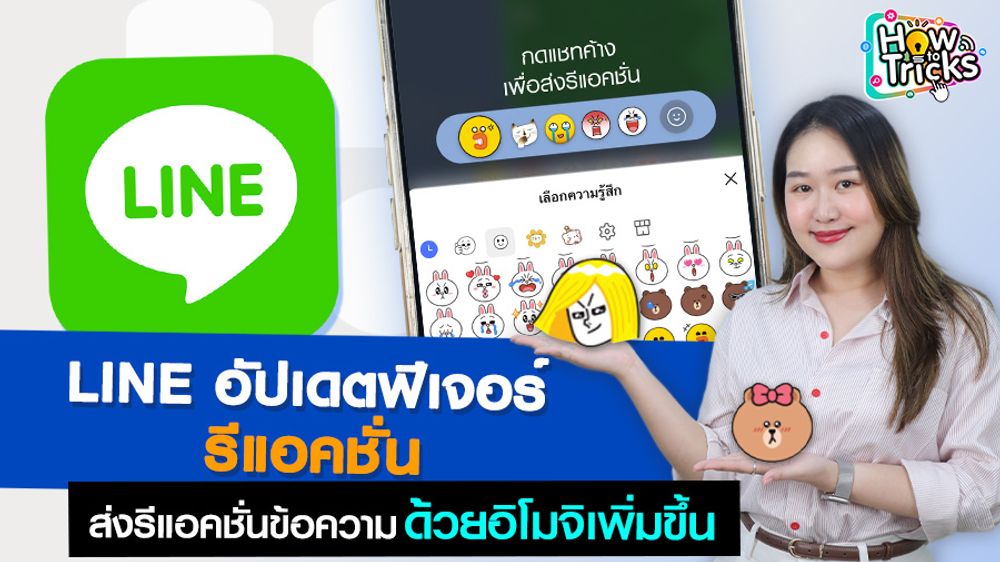 How
to
Tricks
LINE
กดแชทค้าง
เพื่อส่งรีแอคชั่น
เลือกความรู้สึก
LINE อัปเดตฟีเจอร์
รีแอคชั่น
ส่งรีแอคชั่นข้อความ ด้วยอิโมจิเพิ่มขึ้น